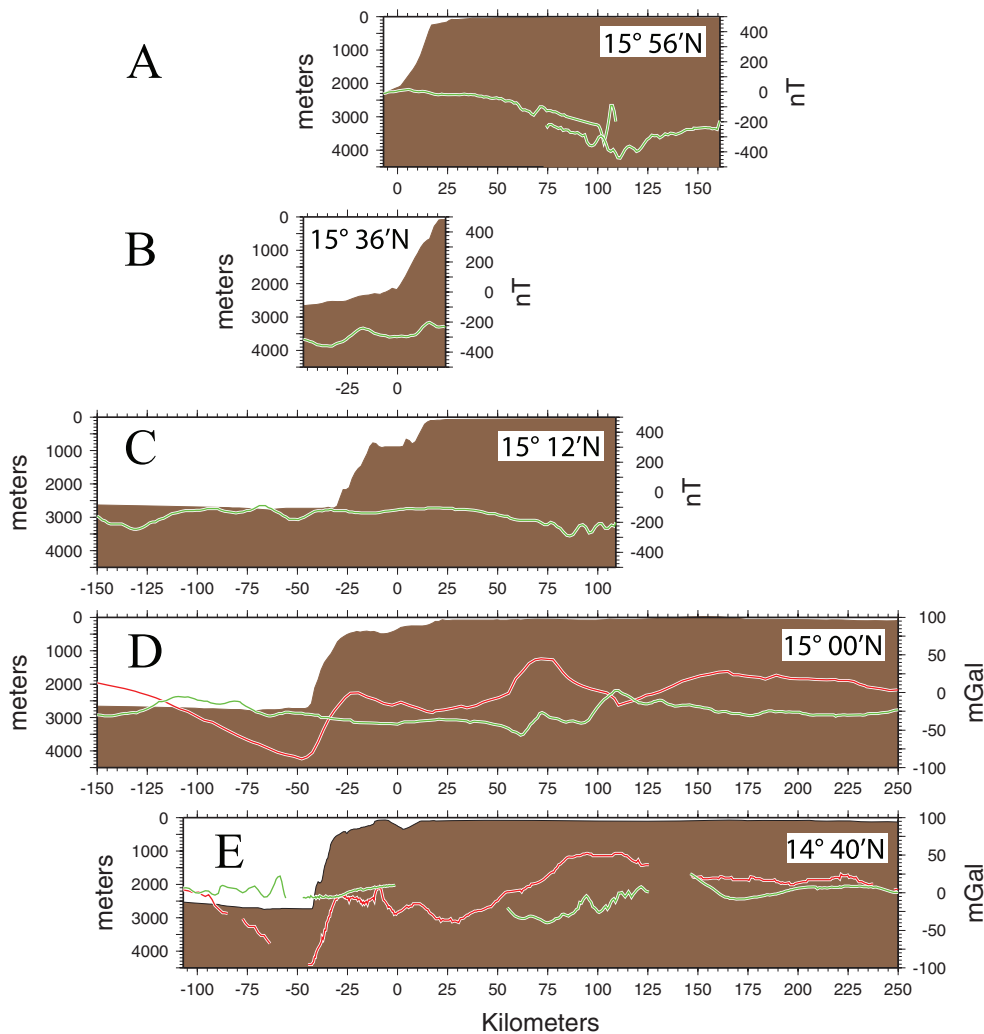 A
meters
0
1000
2000
3000
4000
15° 56′N
400
200
0
-200
-400
nT
0 25 50 75 100 125 150
B
meters
0
1000
2000
3000
4000
15° 36′N
400
200
0
-200
-400
nT
-25 0
C
meters
0
1000
2000
3000
4000
15° 12′N
400
200
0
-200
-400
nT
-150 -125 -100 -75 -50 -25 0 25 50 75 100
D
meters
0
1000
2000
3000
4000
15° 00′N
100
50
0
-50
-100
mGal
-150 -125 -100 -75 -50 -25 0 25 50 75 100 125 150 175 200 225 250
E
meters
0
1000
2000
3000
4000
14° 40′N
100
50
0
-50
-100
mGal
-100 -75 -50 -25 0 25 50 75 100 125 150 175 200 225 250
Kilometers